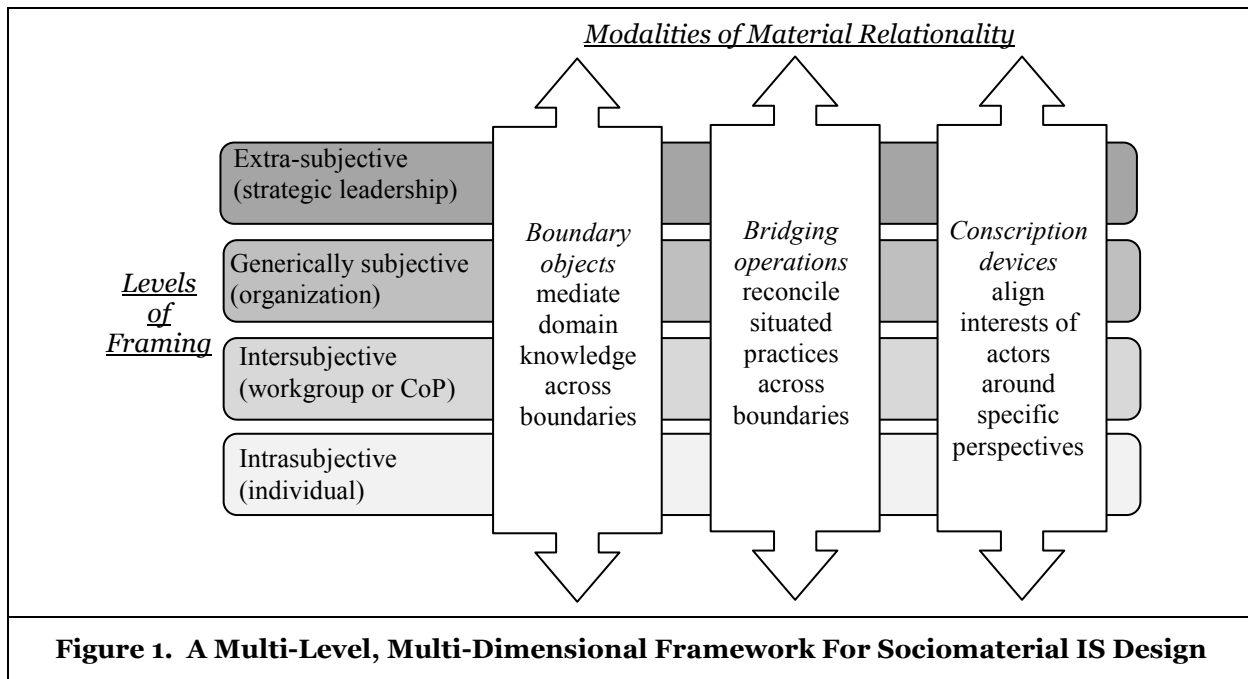 Modalities of Material Relationality
Extra-subjective
(strategic leadership)
Generically subjective
(organization)
Levels
of
Framing
Intersubjective
(workgroup or CoP)
Intrasubjective
(individual)
Boundary
objects
mediate
domain
knowledge
across
boundaries
Bridging
operations
reconcile
situated
practices
across
boundaries
Conscription
devices
align
interests of
actors
around
specific
perspectives
Figure 1. A Multi-Level, Multi-Dimensional Framework For Sociomaterial IS Design